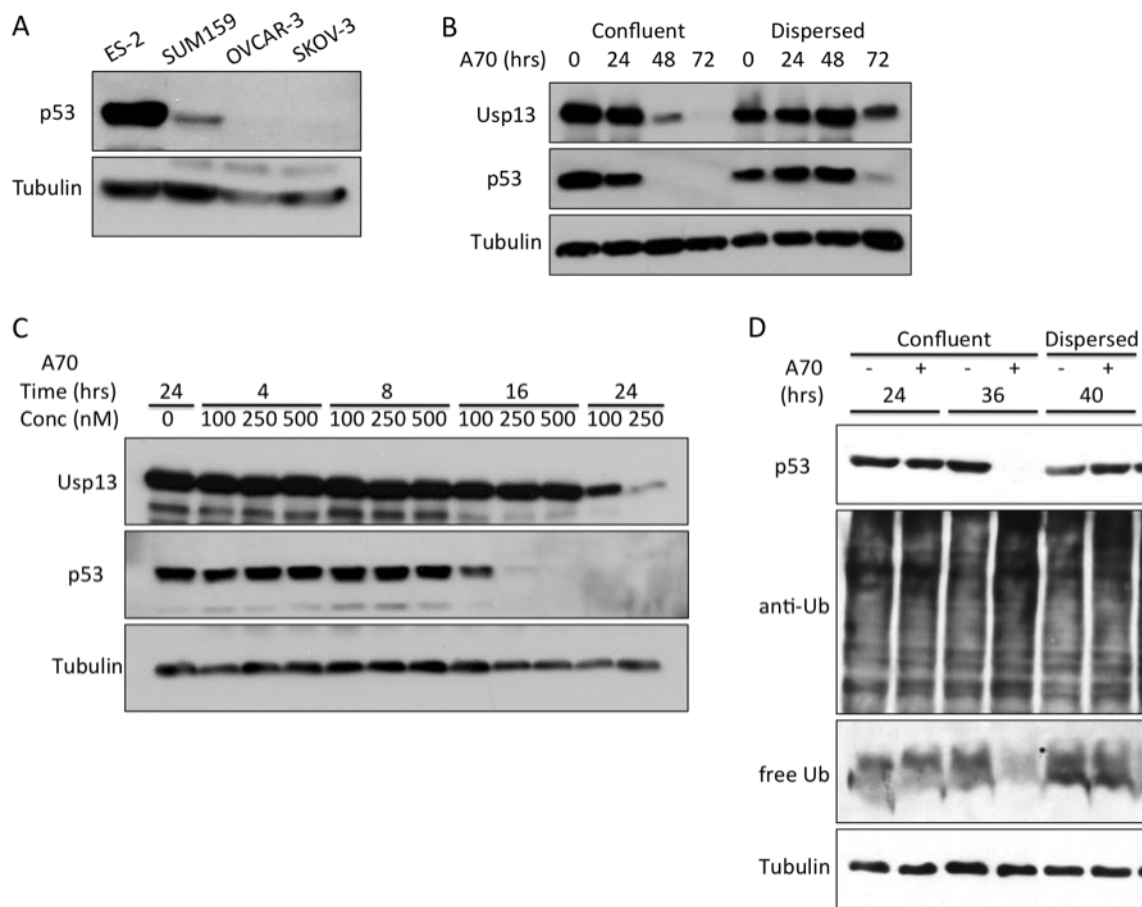 A
ES-2 SUM159 OVCAR-3 SKOV-3
p53
Tubulin
B
Confluent Dispersed
A70 (hrs) 0 24 48 72 0 24 48 72
Usp13
p53
Tubulin
C
A70
Time (hrs) 24 4 8 16 24
Conc (nM) 0 100 250 500 100 250 500 100 250 500 100 250
Usp13
p53
Tubulin
D
Confluent Dispersed
A70 - + - + - +
(hrs) 24 36 40
p53
anti-Ub
free Ub
Tubulin